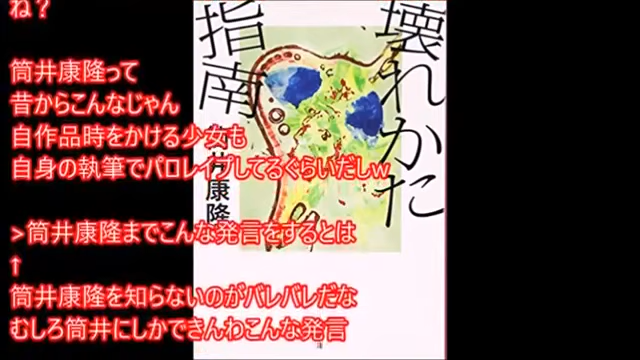 ね?
筒井康隆って
昔からこんなじゃん
自作品時をかける少女も
自身の執筆でパロレイプしてるぐらいだしw
>筒井康隆までこんな発言をするとは
↑
筒井康隆を知らないのがバレバレだな
むしろ筒井にしかできんわこんな発言
壊れかた
指南
筒井康隆